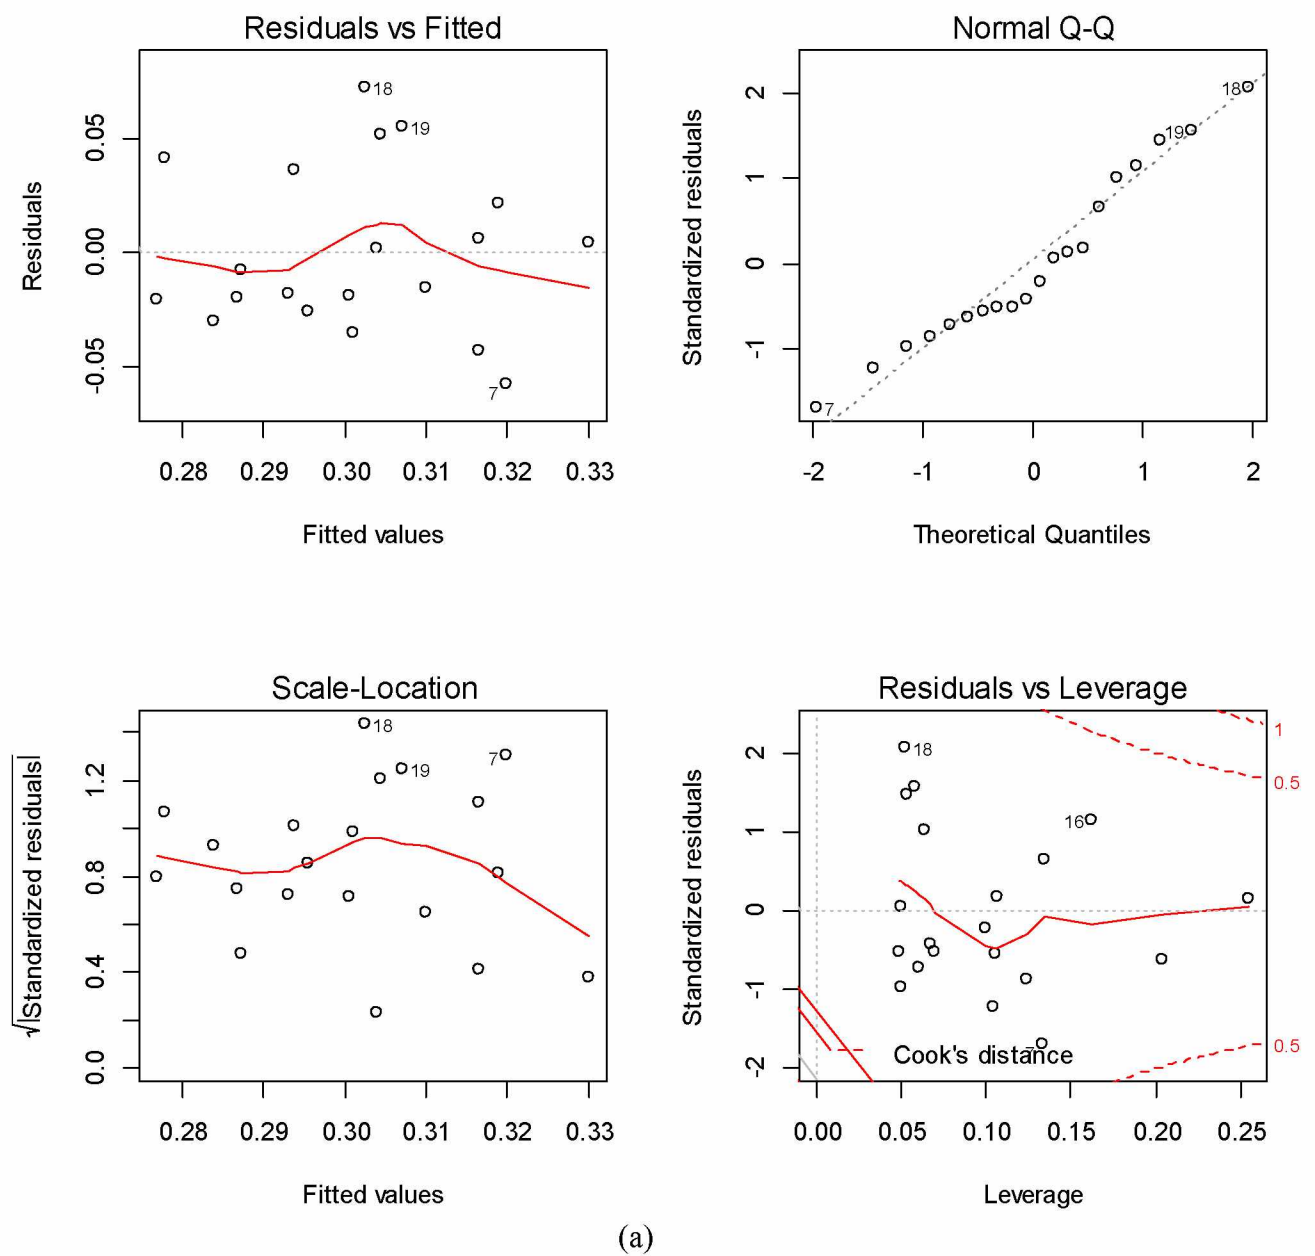 Residuals vs Fitted
Residuals
0.05
0.00
-0.05
18
19
7
0.28 0.29 0.30 0.31 0.32 0.33
Fitted values
Normal Q-Q
Standardized residuals
2
1
0
-1
18
19
7
-2 -1 0 1 2
Theoretical Quantiles
Scale-Location
√|Standardized residuals|
1.2
0.8
0.4
0.0
18
19
7
0.28 0.29 0.30 0.31 0.32 0.33
Fitted values
Residuals vs Leverage
Standardized residuals
2
1
0
-1
-2
18
16
7
1
0.5
0.5
Cook's distance
0.00 0.05 0.10 0.15 0.20 0.25
Leverage
(a)